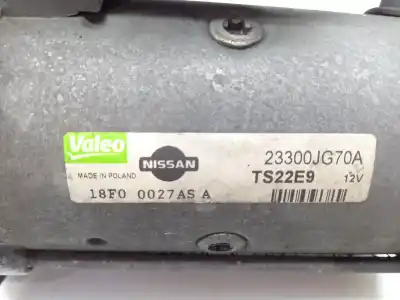 Valeo
NISSAN
23300JG70A
MADE IN POLAND
TS22E9
12V
18F0 0027AS A